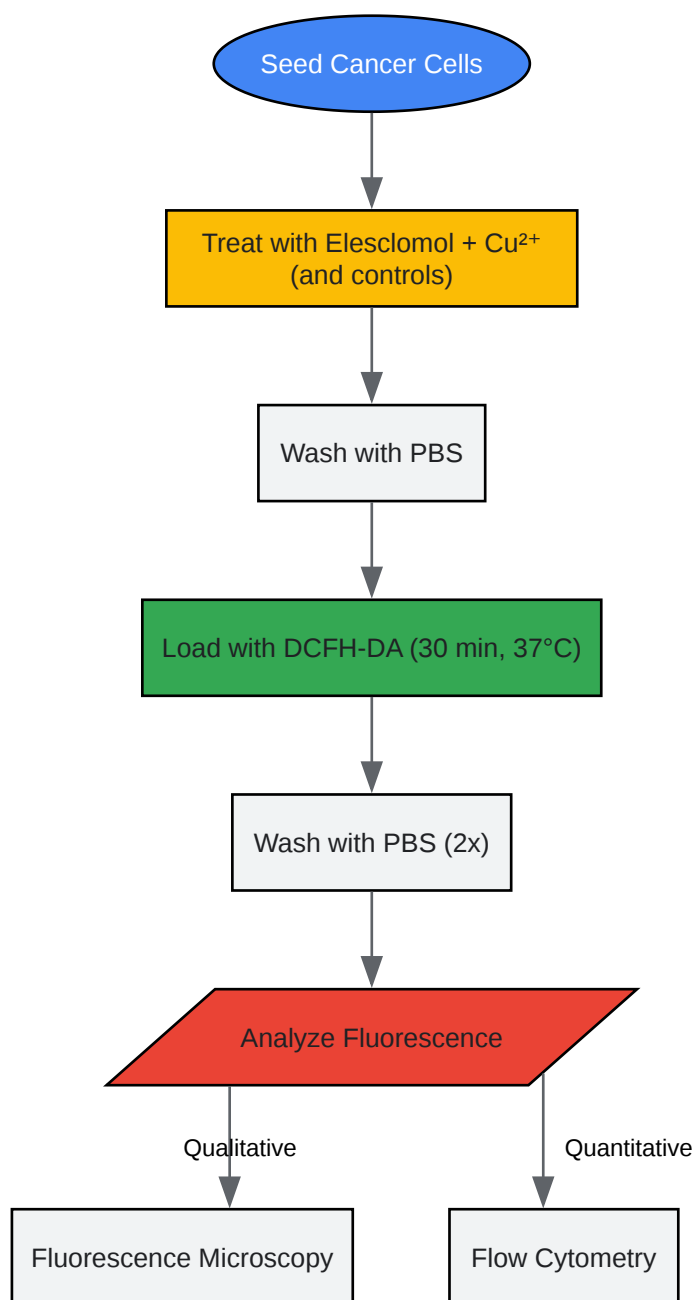 Seed Cancer Cells
Treat with Elesclomol + Cu²⁺
(and controls)
Wash with PBS
Load with DCFH-DA (30 min, 37°C)
Wash with PBS (2x)
Analyze Fluorescence
Qualitative
Quantitative
Fluorescence Microscopy
Flow Cytometry